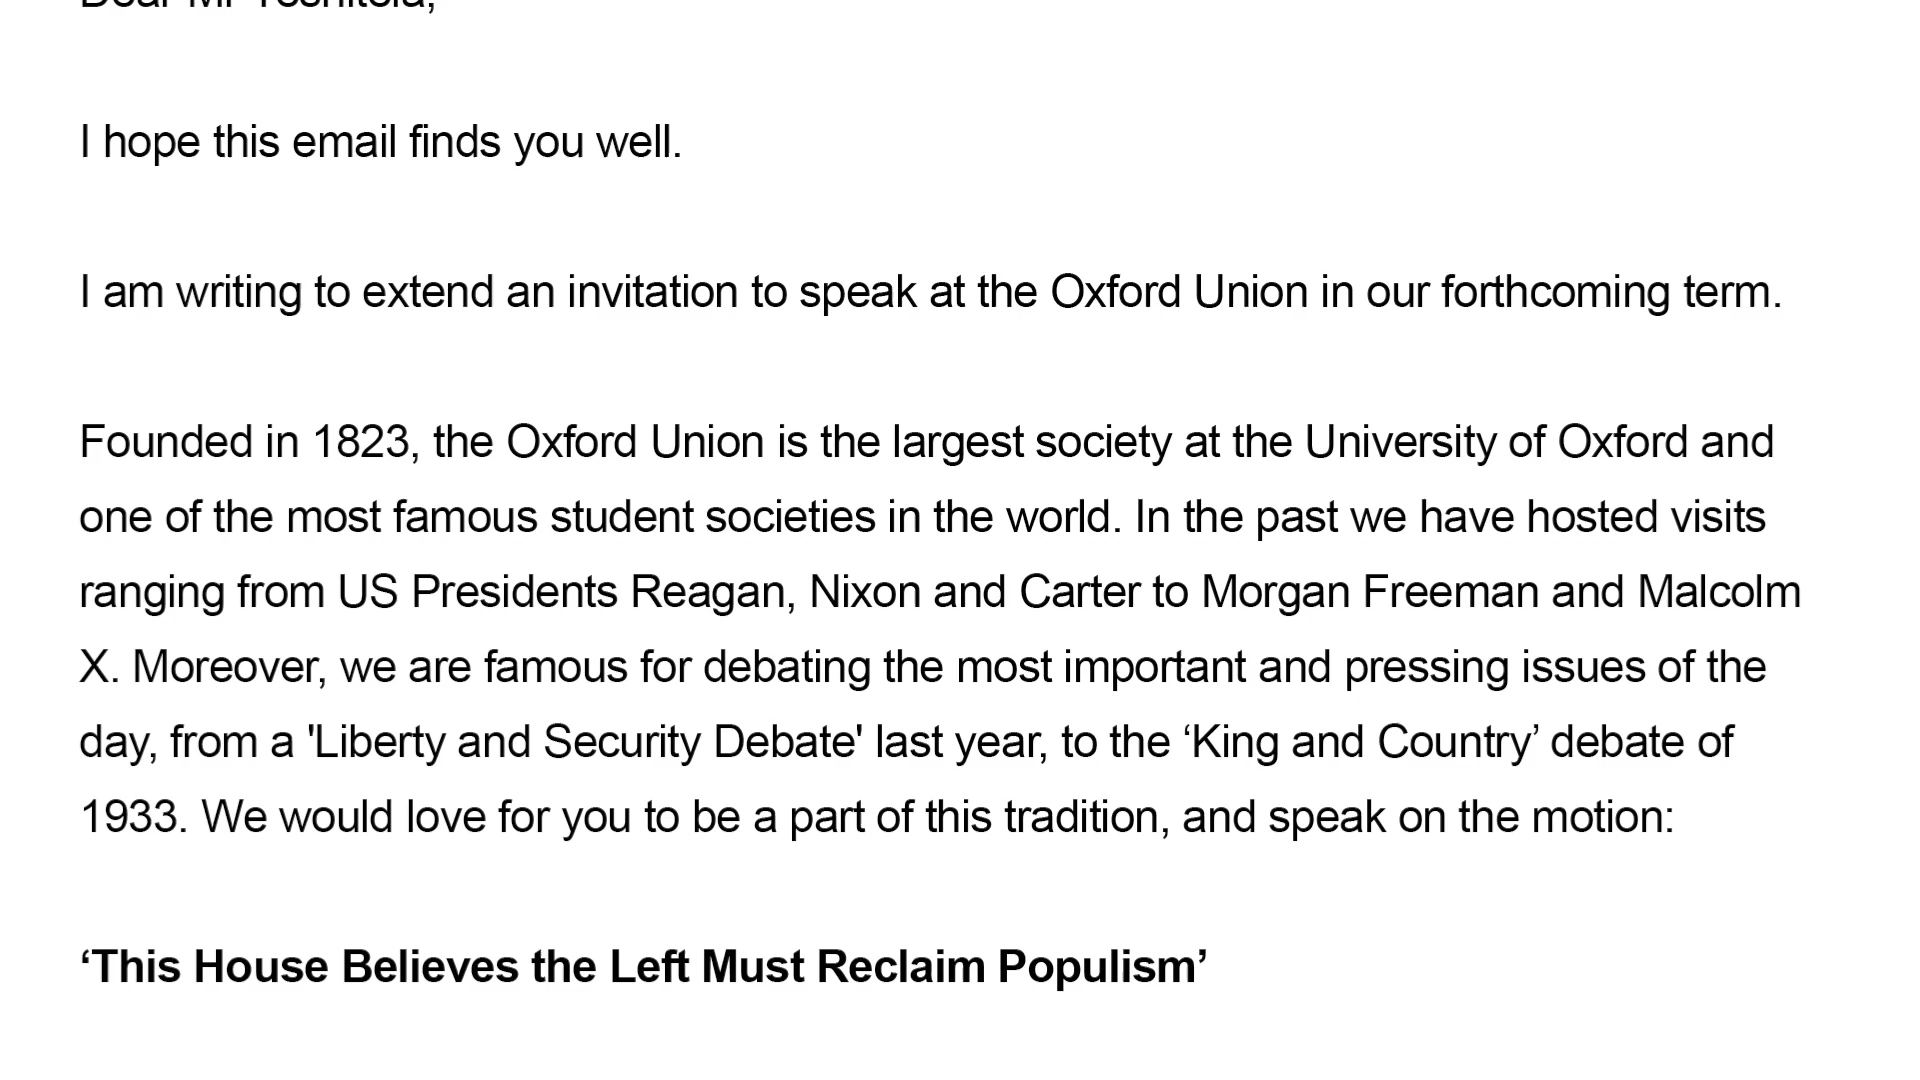 I hope this email finds you well.
I am writing to extend an invitation to speak at the Oxford Union in our forthcoming term.
Founded in 1823, the Oxford Union is the largest society at the University of Oxford and
one of the most famous student societies in the world. In the past we have hosted visits
ranging from US Presidents Reagan, Nixon and Carter to Morgan Freeman and Malcolm
X. Moreover, we are famous for debating the most important and pressing issues of the
day, from a 'Liberty and Security Debate' last year, to the ‘King and Country’ debate of
1933. We would love for you to be a part of this tradition, and speak on the motion:
‘This House Believes the Left Must Reclaim Populism’